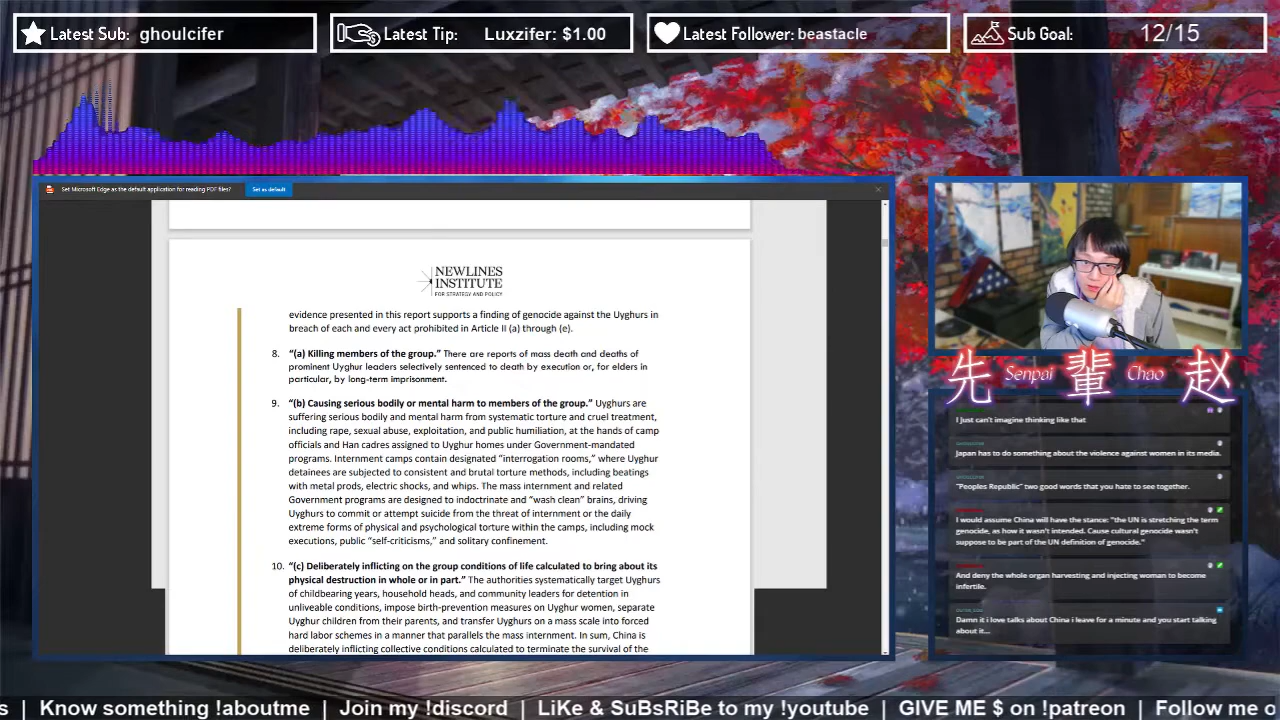 Latest Sub: ghoulcifer
Latest Tip: Luxzifer: $1.00
Latest Follower: beastacle
Sub Goal: 12/15
Set Microsoft Edge as the default application for reading PDF files?
Set as default
NEWLINES
INSTITUTE
FOR STRATEGY AND POLICY
evidence presented in this report supports a finding of genocide against the Uyghurs in
breach of each and every act prohibited in Article II (a) through (e).
8. “(a) Killing members of the group.” There are reports of mass death and deaths of
prominent Uyghur leaders selectively sentenced to death by execution or, for elders in
particular, by long-term imprisonment.
9. “(b) Causing serious bodily or mental harm to members of the group.” Uyghurs are
suffering serious bodily and mental harm from systematic torture and cruel treatment,
including rape, sexual abuse, exploitation, and public humiliation, at the hands of camp
officials and Han cadres assigned to Uyghur homes under Government-mandated
programs. Internment camps contain designated “interrogation rooms,” where Uyghur
detainees are subjected to consistent and brutal torture methods, including beatings
with metal prods, electric shocks, and whips. The mass internment and related
Government programs are designed to indoctrinate and “wash clean” brains, driving
Uyghurs to commit or attempt suicide from the threat of internment or the daily
extreme forms of physical and psychological torture within the camps, including mock
executions, public “self-criticisms,” and solitary confinement.
10. “(c) Deliberately inflicting on the group conditions of life calculated to bring about its
physical destruction in whole or in part.” The authorities systematically target Uyghurs
of childbearing years, household heads, and community leaders for detention in
unliveable conditions, impose birth-prevention measures on Uyghur women, separate
Uyghur children from their parents, and transfer Uyghurs on a mass scale into forced
hard labor schemes in a manner that parallels the mass internment. In sum, China is
deliberately inflicting collective conditions calculated to terminate the survival of the
先 Senpai 輩 Chao 赵
I Just can't imagine thinking like that
Japan has to do something about the violence against women in its media.
"Peoples Republic" two good words that you hate to see together.
I would assume China will have the stance: "the UN is stretching the term
genocide, as how it wasn't intended. Cause cultural genocide wasn't
suppose to be part of the UN definition of genocide."
And deny the whole organ harvesting and injecting woman to become
infertile.
Damn it i love talks about China i leave for a minute and you start talking
about it...
s | Know something !aboutme | Join my !discord | LiKe & SuBsRiBe to my !youtube | GIVE ME $ on !patreon | Follow me o